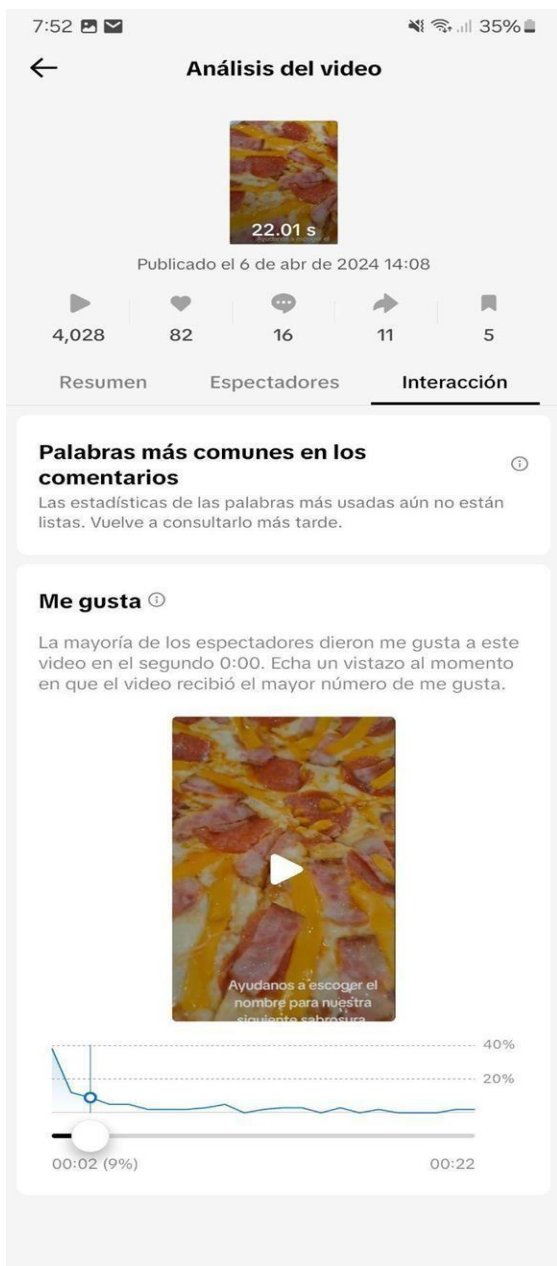 7:52 35%
Análisis del video
22.01 s
Publicado el 6 de abr de 2024 14:08
4,028 82 16 11 5
Resumen Espectadores Interacción
Palabras más comunes en los
comentarios
Las estadísticas de las palabras más usadas aún no están
listas. Vuelve a consultarlo más tarde.
Me gusta
La mayoría de los espectadores dieron me gusta a este
video en el segundo 0:00. Echa un vistazo al momento
en que el video recibió el mayor número de me gusta.
Ayudanos a escoger el
nombre para nuestra
siguiente sabrosura
40%
20%
00:02 (9%) 00:22